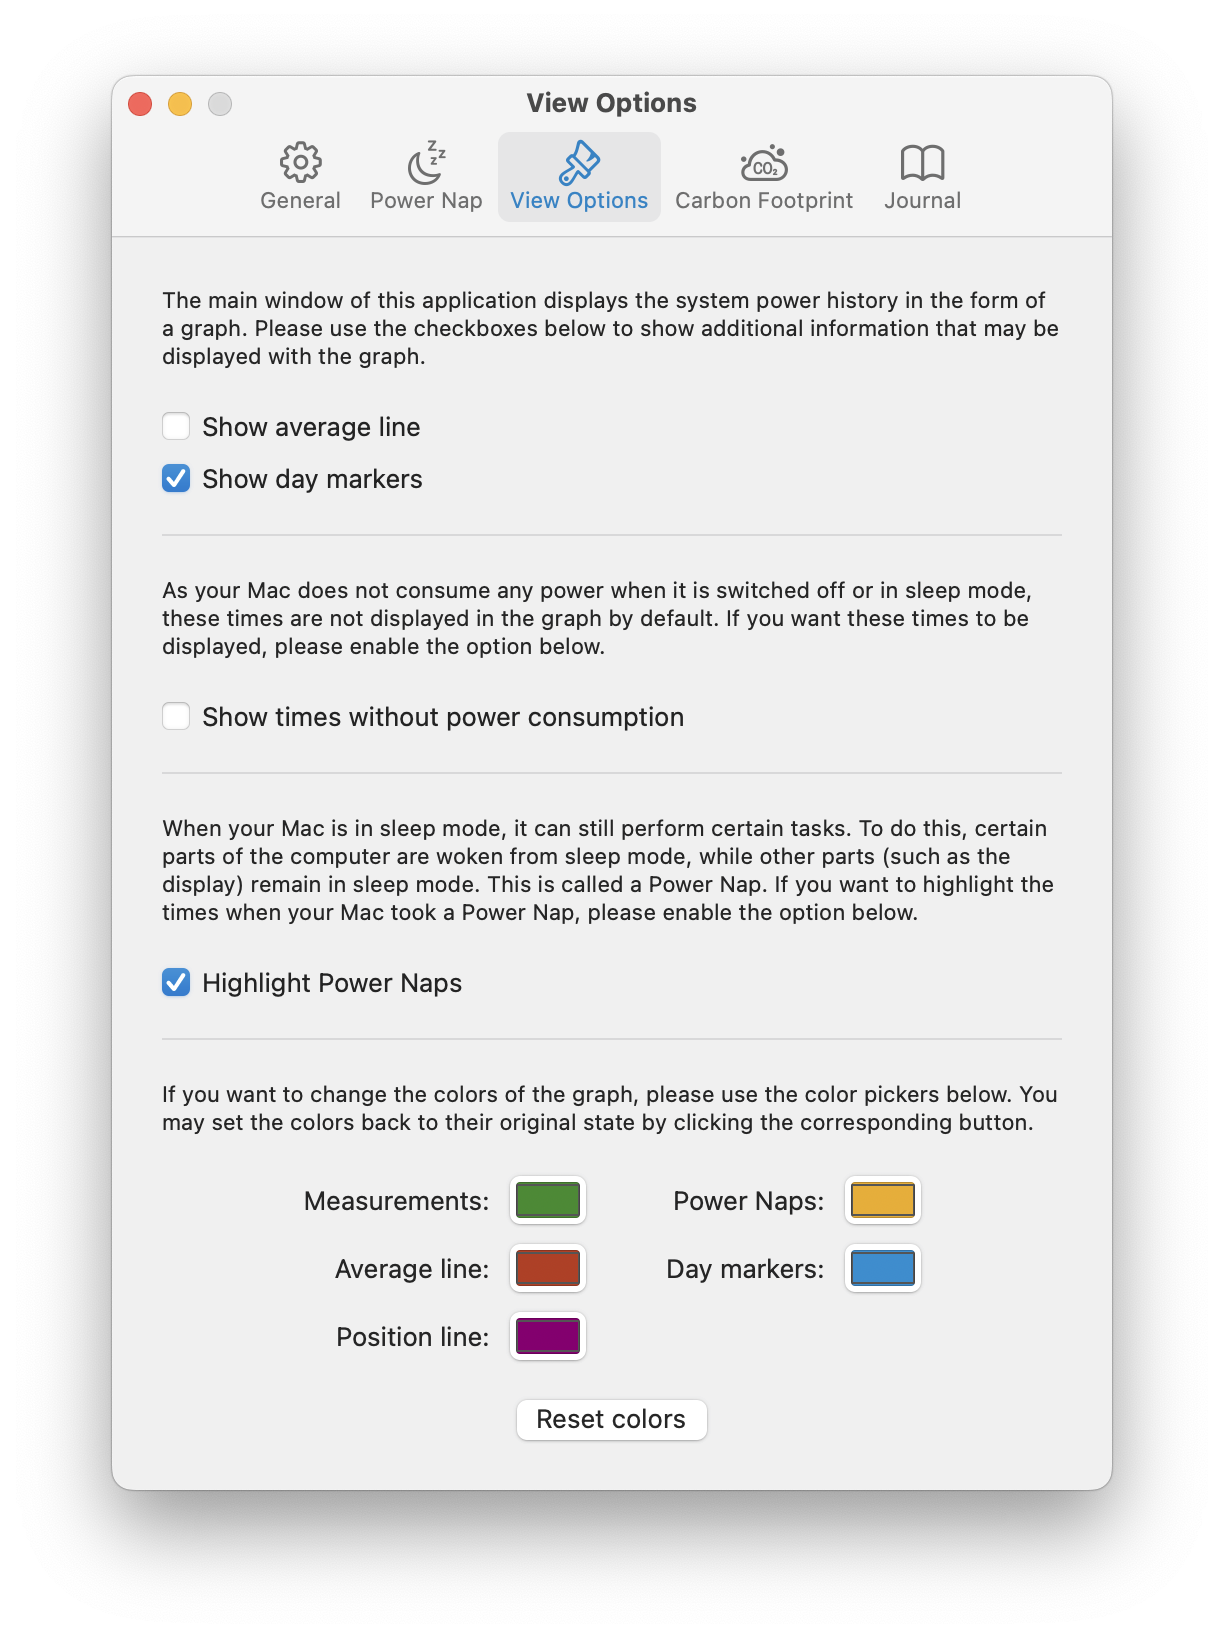 View Options
General Power Nap View Options Carbon Footprint Journal
Z z z z
CO₂
The main window of this application displays the system power history in the form of
a graph. Please use the checkboxes below to show additional information that may be
displayed with the graph.
Show average line
Show day markers
As your Mac does not consume any power when it is switched off or in sleep mode,
these times are not displayed in the graph by default. If you want these times to be
displayed, please enable the option below.
Show times without power consumption
When your Mac is in sleep mode, it can still perform certain tasks. To do this, certain
parts of the computer are woken from sleep mode, while other parts (such as the
display) remain in sleep mode. This is called a Power Nap. If you want to highlight the
times when your Mac took a Power Nap, please enable the option below.
Highlight Power Naps
If you want to change the colors of the graph, please use the color pickers below. You
may set the colors back to their original state by clicking the corresponding button.
Measurements: Power Naps:
Average line: Day markers:
Position line:
Reset colors